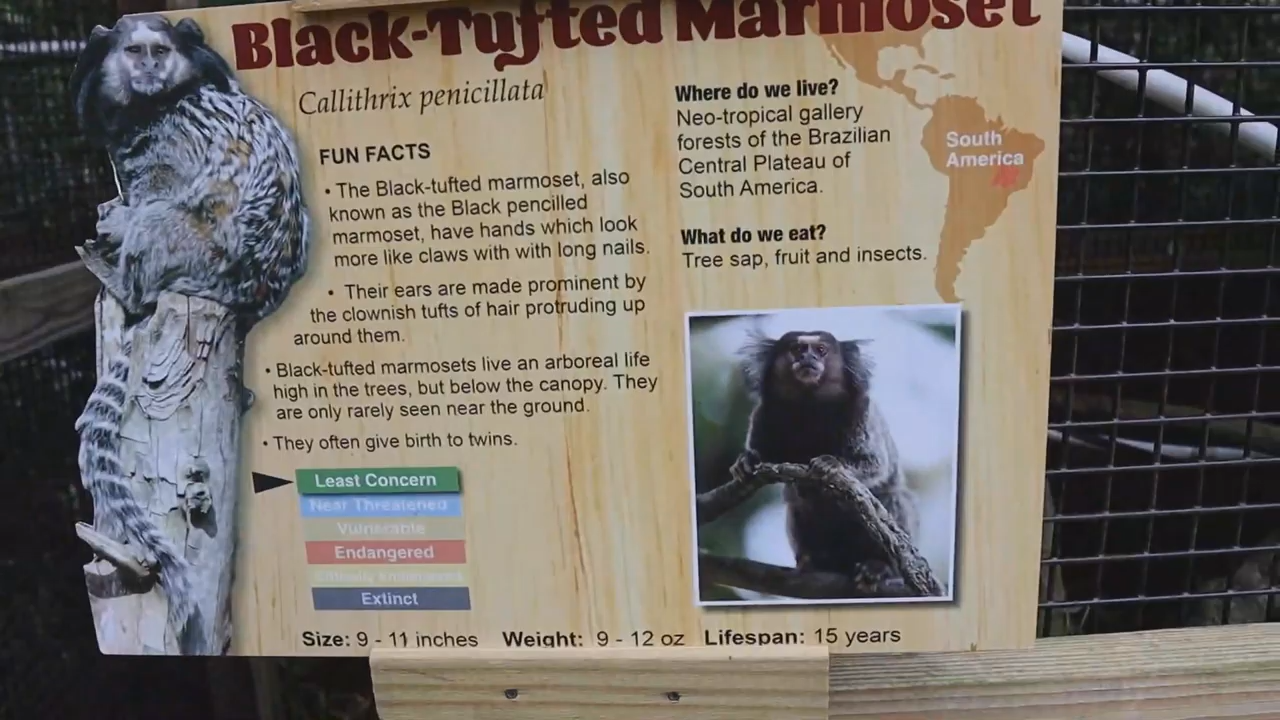 Black-Tufted Marmoset
Callithrix penicillata
FUN FACTS
• The Black-tufted marmoset, also
known as the Black pencilled
marmoset, have hands which look
more like claws with with long nails.
• Their ears are made prominent by
the clownish tufts of hair protruding up
around them.
• Black-tufted marmosets live an arboreal life
high in the trees, but below the canopy. They
are only rarely seen near the ground.
• They often give birth to twins.
Least Concern
Near Threatened
Vulnerable
Endangered
Critically Endangered
Extinct
Where do we live?
Neo-tropical gallery
forests of the Brazilian
Central Plateau of
South America.
What do we eat?
Tree sap, fruit and insects.
South
America
Size: 9 - 11 inches Weight: 9 - 12 oz Lifespan: 15 years